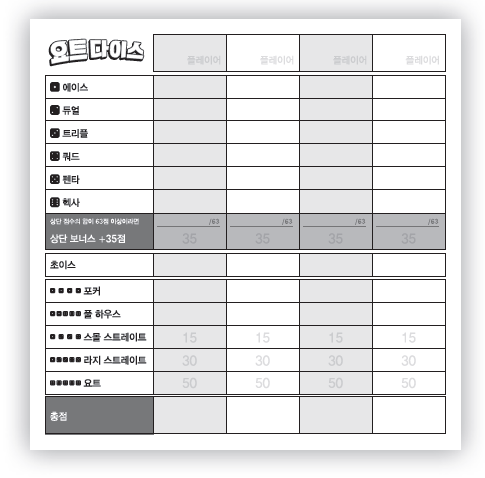 요트다이스
플레이어 플레이어 플레이어 플레이어
에이스
듀얼
트리플
쿼드
펜타
헥사
상단 점수의 합이 63점 이상이라면 /63 /63 /63 /63
상단 보너스 +35점 35 35 35 35
초이스
포커
풀 하우스
스몰 스트레이트 15 15 15 15
라지 스트레이트 30 30 30 30
요트 50 50 50 50
총점